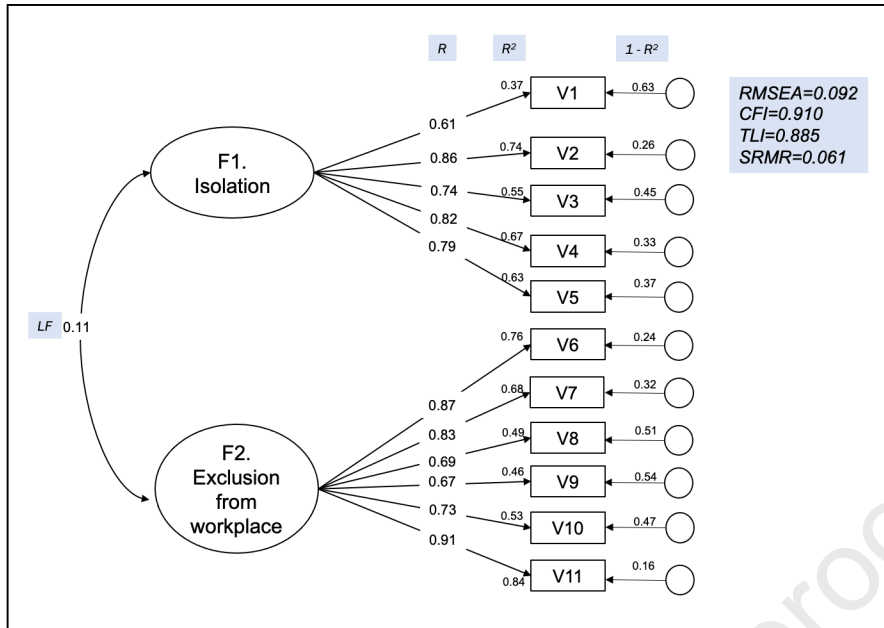 R R² 1 - R²
RMSEA=0.092
CFI=0.910
TLI=0.885
SRMR=0.061
F1.
Isolation
0.61 0.37 V1 0.63
0.86 0.74 V2 0.26
0.74 0.55 V3 0.45
0.82 0.67 V4 0.33
0.79 0.63 V5 0.37
LF 0.11
F2.
Exclusion
from
workplace
0.87 0.76 V6 0.24
0.83 0.68 V7 0.32
0.69 0.49 V8 0.51
0.67 0.46 V9 0.54
0.73 0.53 V10 0.47
0.91 0.84 V11 0.16